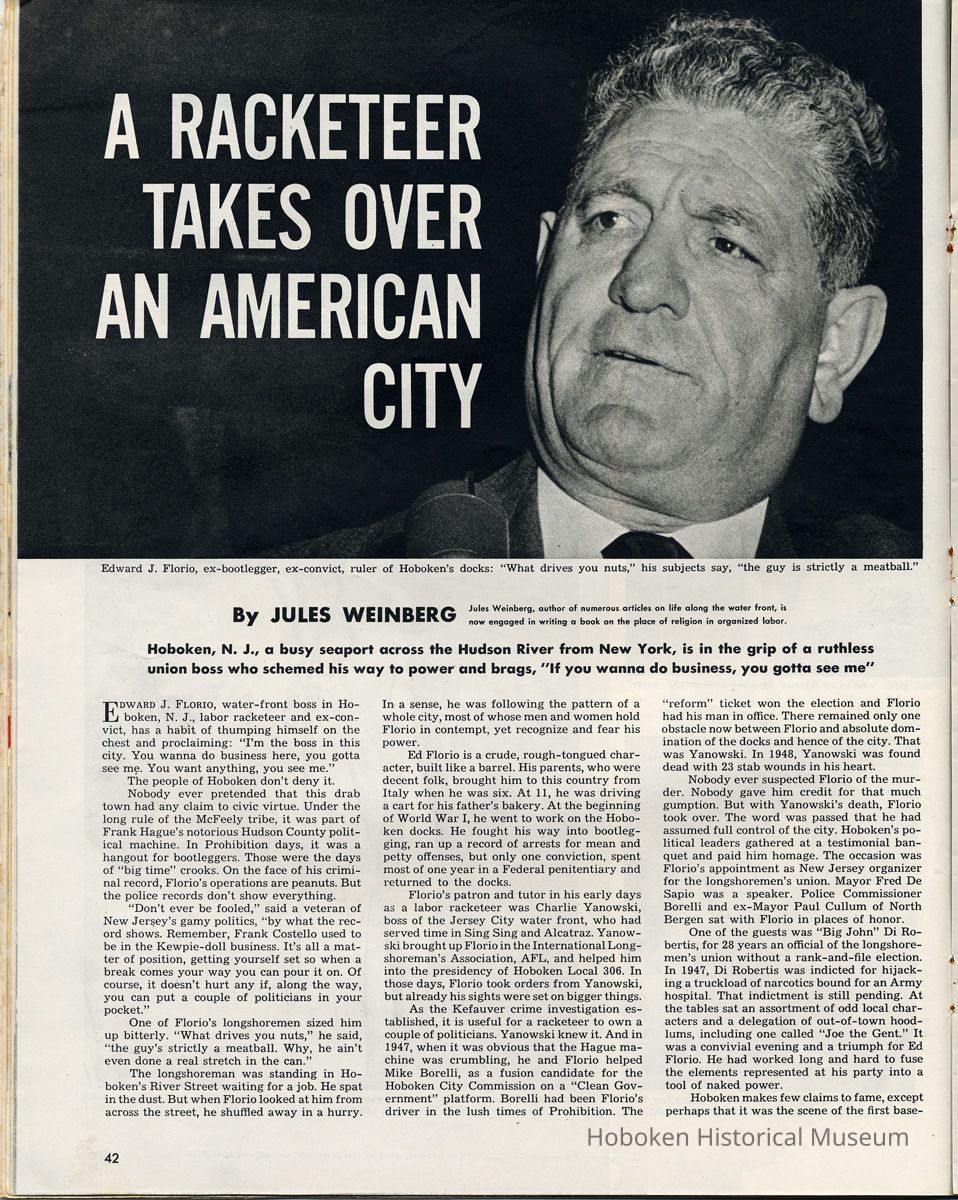 A RACKETEER
TAKES OVER
AN AMERICAN
CITY
Edward J. Florio, ex-bootlegger, ex-convict, ruler of Hoboken's docks: "What drives you nuts," his subjects say, "the guy is strictly a meatball."
By JULES WEINBERG
Jules Weinberg, author of numerous articles on life along the water front, is
now engaged in writing a book on the place of religion in organized labor.
Hoboken, N. J., a busy seaport across the Hudson River from New York, is in the grip of a ruthless
union boss who schemed his way to power and brags, "If you wanna do business, you gotta see me"
EDWARD J. FLORIO, water-front boss in Ho-
boken, N. J., labor racketeer and ex-con-
vict, has a habit of thumping himself on the
chest and proclaiming: "I'm the boss in this
city. You wanna do business here, you gotta
see me. You want anything, you see me."
The people of Hoboken don't deny it.
Nobody ever pretended that this drab
town had any claim to civic virtue. Under the
long rule of the McFeely tribe, it was part of
Frank Hague's notorious Hudson County polit-
ical machine. In Prohibition days, it was a
hangout for bootleggers. Those were the days
of "big time" crooks. On the face of his crimi-
nal record, Florio's operations are peanuts. But
the police records don't show everything.
"Don't ever be fooled," said a veteran of
New Jersey's gamy politics, "by what the rec-
ord shows. Remember, Frank Costello used to
be in the Kewpie-doll business. It's all a mat-
ter of position, getting yourself set so when a
break comes your way you can pour it on. Of
course, it doesn't hurt any if, along the way,
you can put a couple of politicians in your
pocket."
One of Florio's longshoremen sized him
up bitterly. "What drives you nuts," he said,
"the guy's strictly a meatball. Why, he ain't
even done a real stretch in the can."
The longshoreman was standing in Ho-
boken's River Street waiting for a job. He spat
in the dust. But when Florio looked at him from
across the street, he shuffled away in a hurry.
In a sense, he was following the pattern of a
whole city, most of whose men and women hold
Florio in contempt, yet recognize and fear his
power.
Ed Florio is a crude, rough-tongued char-
acter, built like a barrel. His parents, who were
decent folk, brought him to this country from
Italy when he was six. At 11, he was driving
a cart for his father's bakery. At the beginning
of World War I, he went to work on the Hobo-
ken docks. He fought his way into bootleg-
ging, ran up a record of arrests for mean and
petty offenses, but only one conviction, spent
most of one year in a Federal penitentiary and
returned to the docks.
Florio's patron and tutor in his early days
as a labor racketeer was Charlie Yanowski,
boss of the Jersey City water front, who had
served time in Sing Sing and Alcatraz. Yanow-
ski brought up Florio in the International Long-
shoreman's Association, AFL, and helped him
into the presidency of Hoboken Local 306. In
those days, Florio took orders from Yanowski,
but already his sights were set on bigger things.
As the Kefauver crime investigation es-
tablished, it is useful for a racketeer to own a
couple of politicians. Yanowski knew it. And in
1947, when it was obvious that the Hague ma-
chine was crumbling, he and Florio helped
Mike Borelli, as a fusion candidate for the
Hoboken City Commission on a "Clean Gov-
ernment" platform. Borelli had been Florio's
driver in the lush times of Prohibition. The
"reform" ticket won the election and Florio
had his man in office. There remained only one
obstacle now between Florio and absolute dom-
ination of the docks and hence of the city. That
was Yanowski. In 1948, Yanowski was found
dead with 23 stab wounds in his heart.
Nobody ever suspected Florio of the mur-
der. Nobody gave him credit for that much
gumption. But with Yanowski's death, Florio
took over. The word was passed that he had
assumed full control of the city. Hoboken's po-
litical leaders gathered at a testimonial ban-
quet and paid him homage. The occasion was
Florio's appointment as New Jersey organizer
for the longshoremen's union. Mayor Fred De
Sapio was a speaker. Police Commissioner
Borelli and ex-Mayor Paul Cullum of North
Bergen sat with Florio in places of honor.
One of the guests was "Big John" Di Ro-
bertis, for 28 years an official of the longshore-
men's union without a rank-and-file election.
In 1947, Di Robertis was indicted for hijack-
ing a truckload of narcotics bound for an Army
hospital. That indictment is still pending. At
the tables sat an assortment of odd local char-
acters and a delegation of out-of-town hood-
lums, including one called "Joe the Gent." It
was a convivial evening and a triumph for Ed
Florio. He had worked long and hard to fuse
the elements represented at his party into a
tool of naked power.
Hoboken makes few claims to fame, except
perhaps that it was the scene of the first base-
Hoboken Historical Museum
42